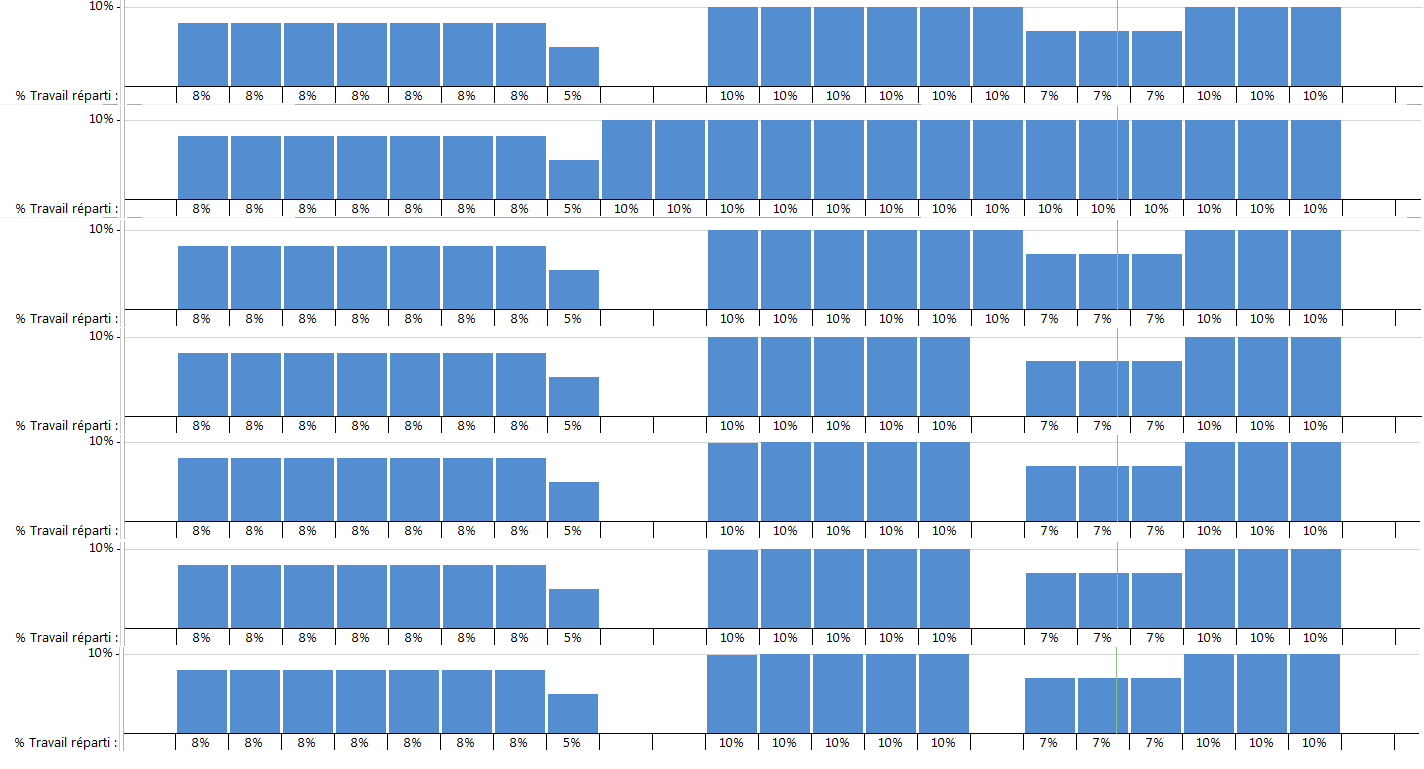 10%
% Travail réparti : 8% 8% 8% 8% 8% 8% 8% 5% 10% 10% 10% 10% 10% 10% 7% 7% 7% 10% 10% 10%
10%
% Travail réparti : 8% 8% 8% 8% 8% 8% 8% 5% 10% 10% 10% 10% 10% 10% 10% 10% 10% 10% 10% 10% 10% 10%
10%
% Travail réparti : 8% 8% 8% 8% 8% 8% 8% 5% 10% 10% 10% 10% 10% 10% 7% 7% 7% 10% 10% 10%
10%
% Travail réparti : 8% 8% 8% 8% 8% 8% 8% 5% 10% 10% 10% 10% 10% 7% 7% 7% 10% 10% 10%
10%
% Travail réparti : 8% 8% 8% 8% 8% 8% 8% 5% 10% 10% 10% 10% 10% 7% 7% 7% 10% 10% 10%
10%
% Travail réparti : 8% 8% 8% 8% 8% 8% 8% 5% 10% 10% 10% 10% 10% 7% 7% 7% 10% 10% 10%
10%
% Travail réparti : 8% 8% 8% 8% 8% 8% 8% 5% 10% 10% 10% 10% 10% 7% 7% 7% 10% 10% 10%